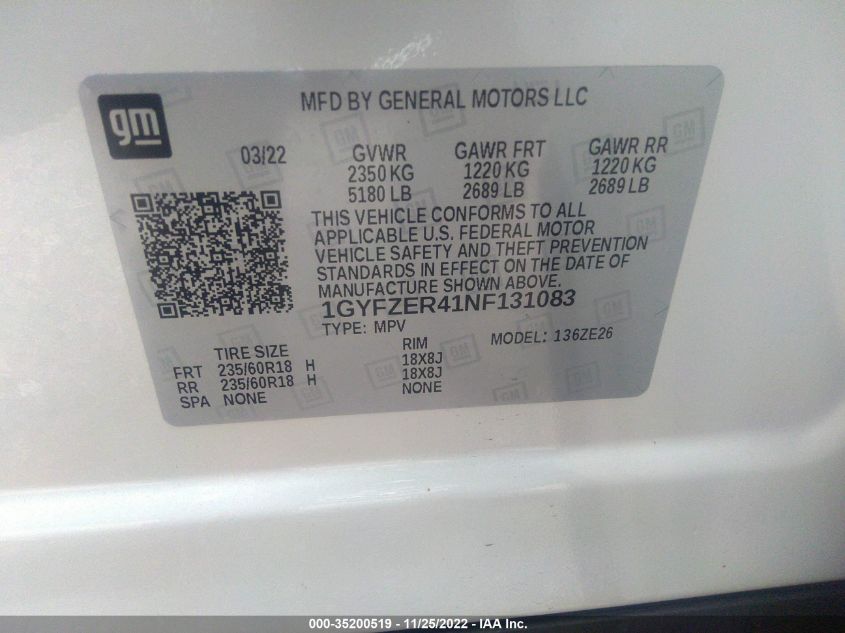 gm
MFD BY GENERAL MOTORS LLC
03/22 GVWR GAWR FRT GAWR RR
2350 KG 1220 KG 1220 KG
5180 LB 2689 LB 2689 LB
THIS VEHICLE CONFORMS TO ALL
APPLICABLE U.S. FEDERAL MOTOR
VEHICLE SAFETY AND THEFT PREVENTION
STANDARDS IN EFFECT ON THE DATE OF
MANUFACTURE SHOWN ABOVE.
1GYFZER41NF131083
TYPE: MPV MODEL: 136ZE26
TIRE SIZE RIM
FRT 235/60R18 H 18X8J
RR 235/60R18 H 18X8J
SPA NONE NONE
000-35200519 - 11/25/2022 - IAA Inc.